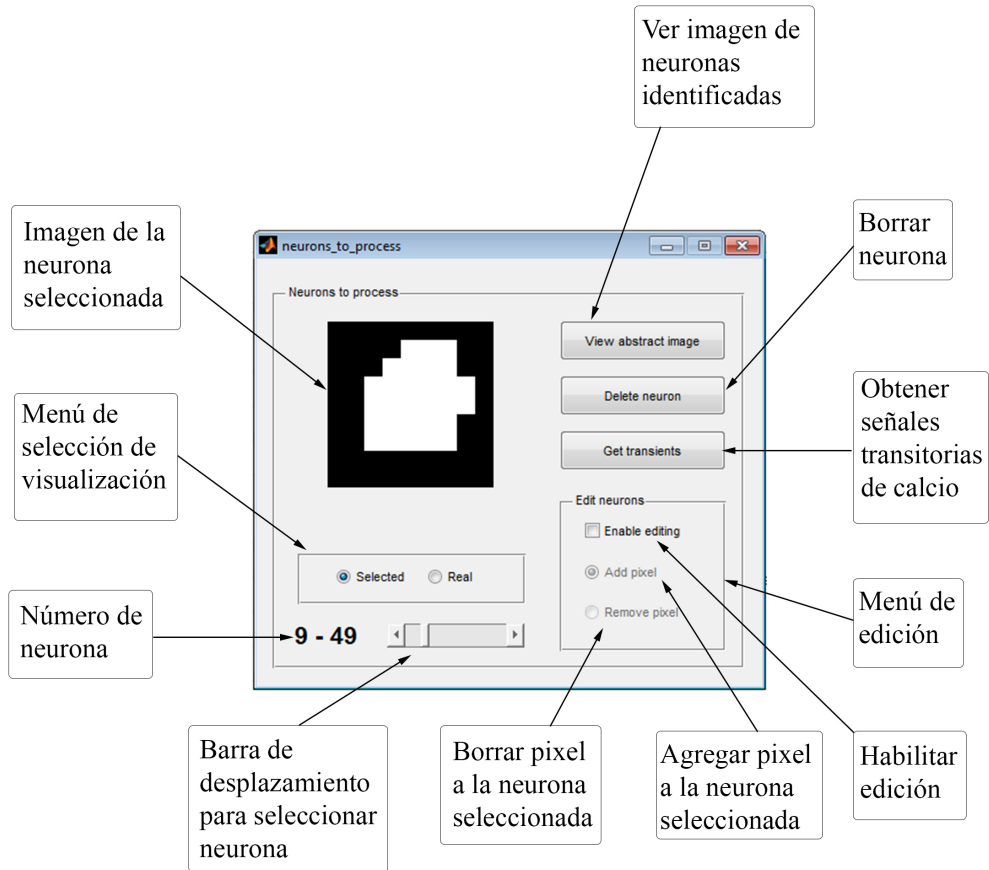 Ver imagen de
neuronas
identificadas
Imagen de la
neurona
seleccionada
Borrar
neurona
neurons_to_process
Neurons to process
View abstract image
Delete neuron
Get transients
Obtener
señales
transitorias
de calcio
Menú de
selección de
visualización
Edit neurons
Enable editing
Add pixel
Remove pixel
Selected
Real
Menú de
edición
Número de
neurona
9 - 49
Barra de
desplazamiento
para seleccionar
neurona
Borrar pixel
a la neurona
seleccionada
Agregar pixel
a la neurona
seleccionada
Habilitar
edición